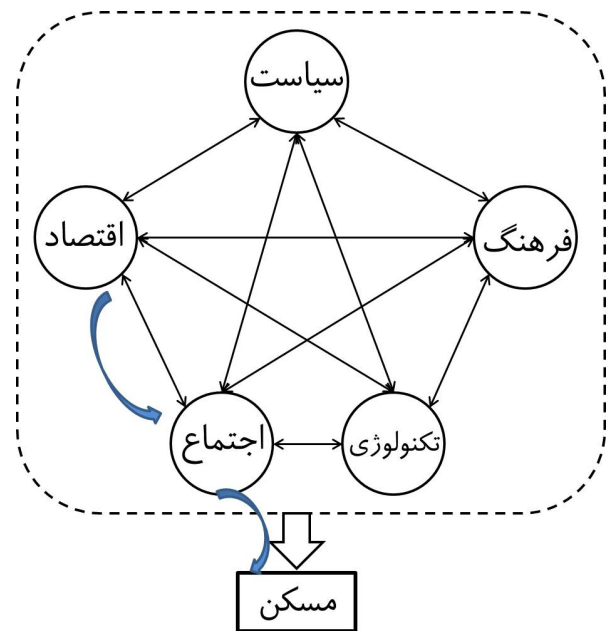 سیاست
فرهنگ
اقتصاد
تکنولوژی
اجتماع
مسکن